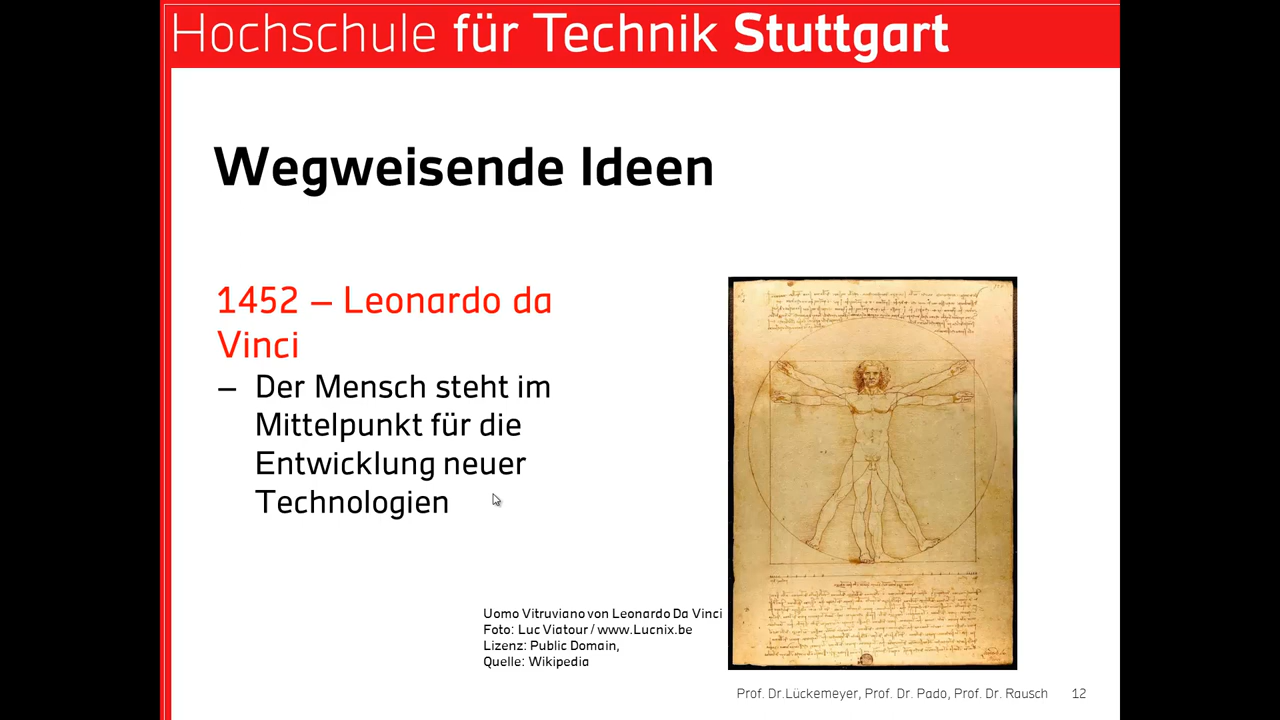 Hochschule für Technik Stuttgart
Wegweisende Ideen
1452 – Leonardo da
Vinci
– Der Mensch steht im
Mittelpunkt für die
Entwicklung neuer
Technologien
Uomo Vitruviano von Leonardo Da Vinci
Foto: Luc Viatour / www.Lucnix.be
Lizenz: Public Domain,
Quelle: Wikipedia
Prof. Dr.Lückemeyer, Prof. Dr. Pado, Prof. Dr. Rausch 12